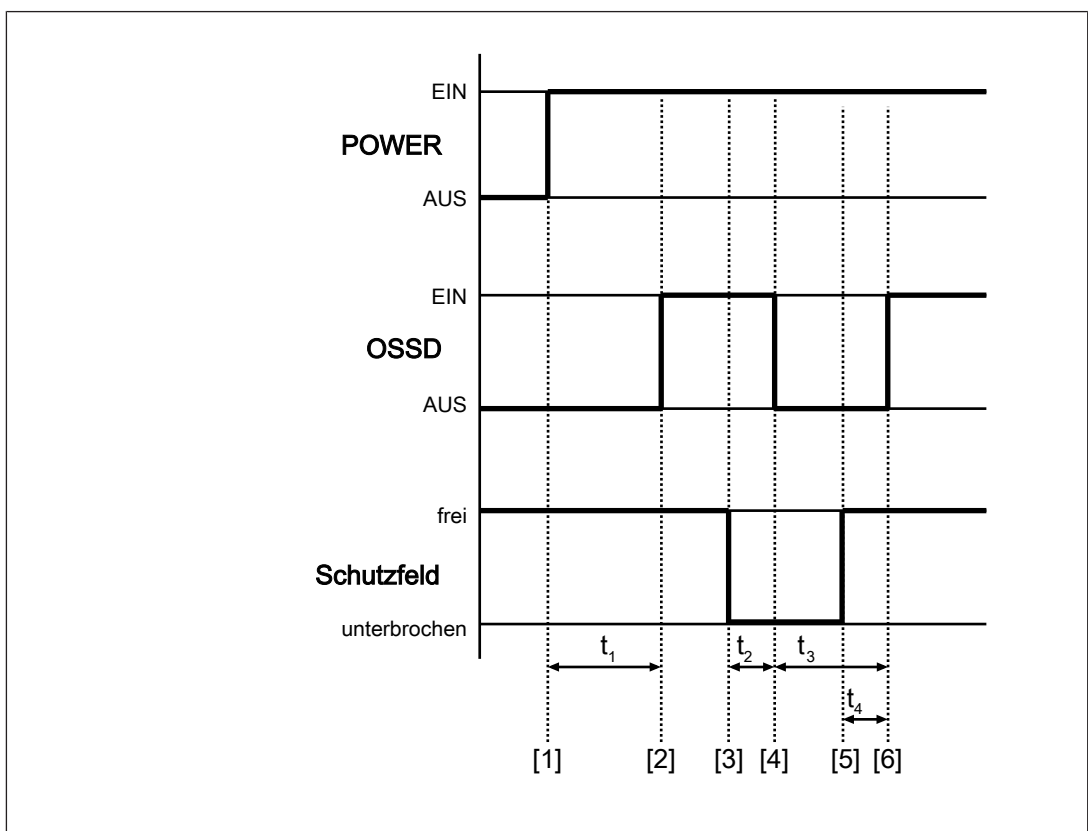 EIN
POWER
AUS
EIN
OSSD
AUS
frei
Schutzfeld
unterbrochen
t₁ t₂ t₃
t₄
[1] [2] [3] [4] [5] [6]